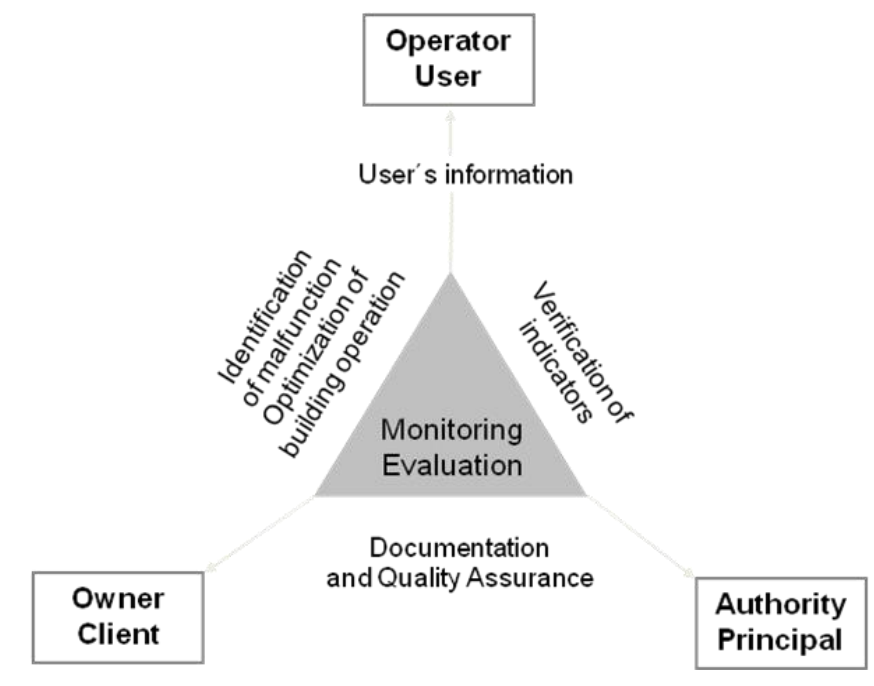 Operator
User
User´s information
Identification
of malfunction
Optimization of
building operation
Verification of
indicators
Monitoring
Evaluation
Documentation
and Quality Assurance
Owner
Client
Authority
Principal